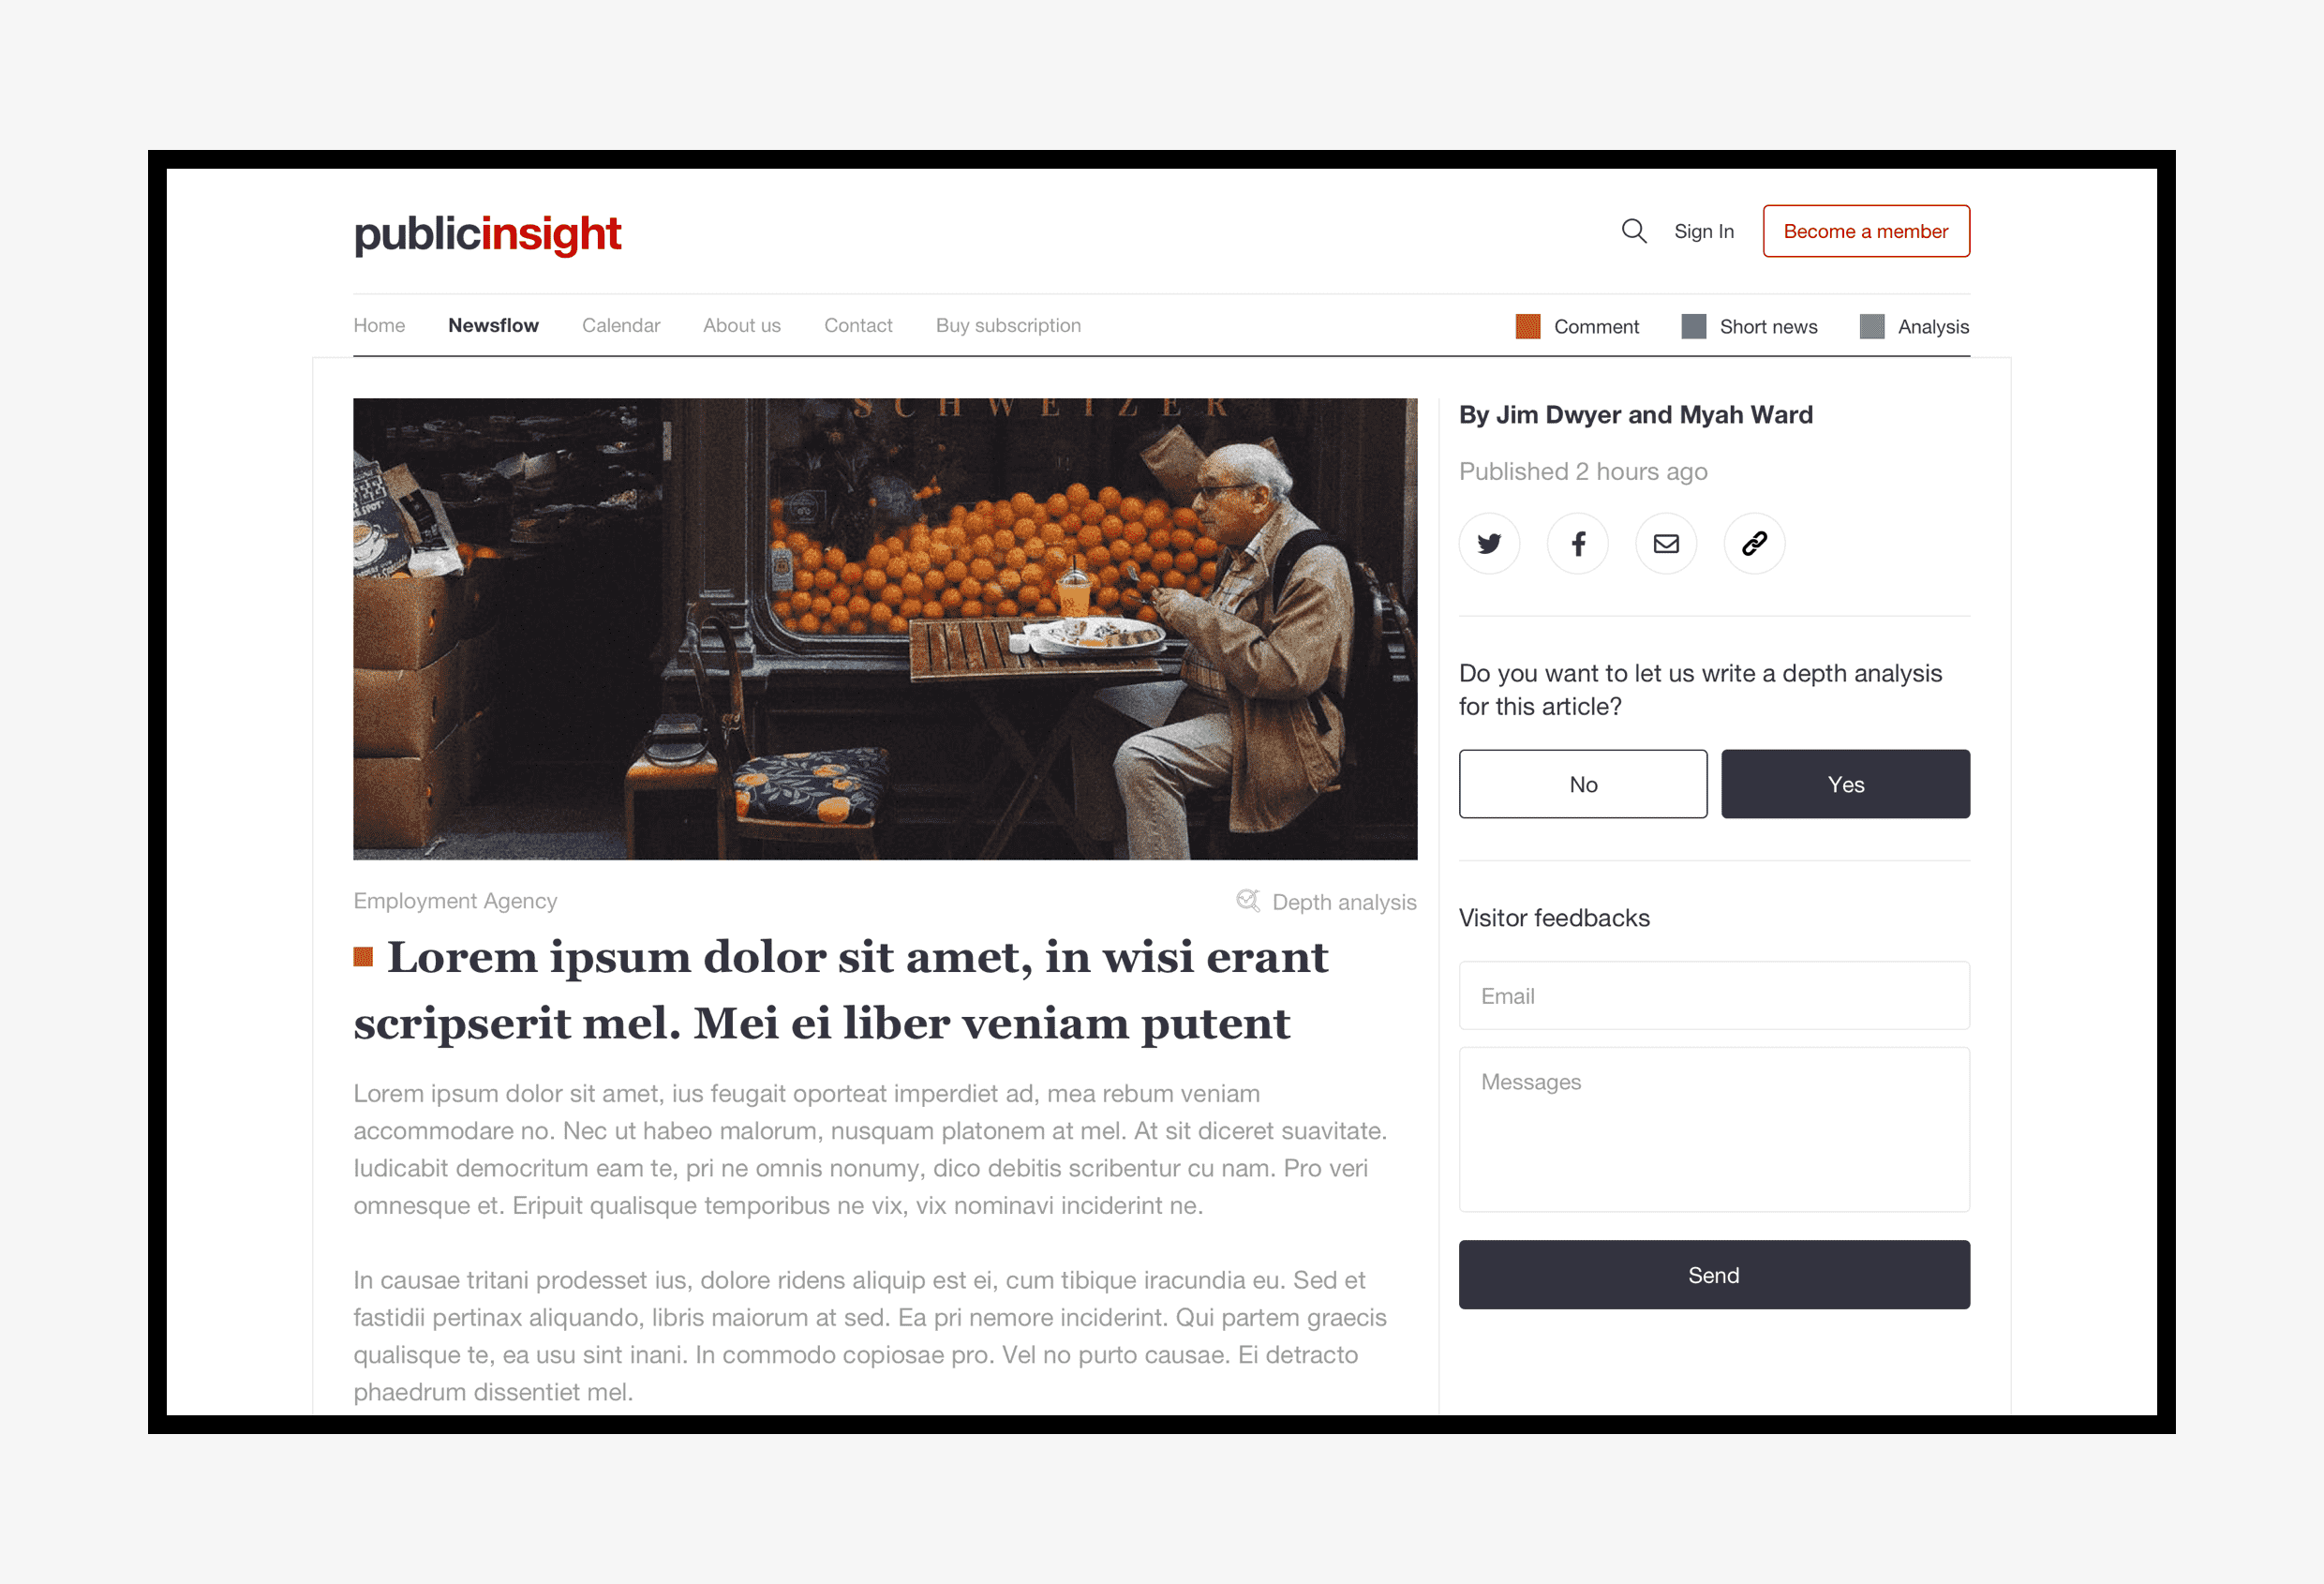 publicinsight
Sign In
Become a member
Home
Newsflow
Calendar
About us
Contact
Buy subscription
Comment
Short news
Analysis
SCHWEIZER
By Jim Dwyer and Myah Ward
Published 2 hours ago
Do you want to let us write a depth analysis
for this article?
No
Yes
Employment Agency
Depth analysis
Lorem ipsum dolor sit amet, in wisi erant
scripserit mel. Mei ei liber veniam putent
Lorem ipsum dolor sit amet, ius feugait oporteat imperdiet ad, mea rebum veniam
accommodare no. Nec ut habeo malorum, nusquam platonem at mel. At sit diceret suavitate.
Iudicabit democritum eam te, pri ne omnis nonumy, dico debitis scribentur cu nam. Pro veri
omnesque et. Eripuit qualisque temporibus ne vix, vix nominavi inciderint ne.
In causae tritani prodesset ius, dolore ridens aliquip est ei, cum tibique iracundia eu. Sed et
fastidii pertinax aliquando, libris maiorum at sed. Ea pri nemore inciderint. Qui partem graecis
qualisque te, ea usu sint inani. In commodo copiosae pro. Vel no purto causae. Ei detracto
phaedrum dissentiet mel.
Visitor feedbacks
Email
Messages
Send